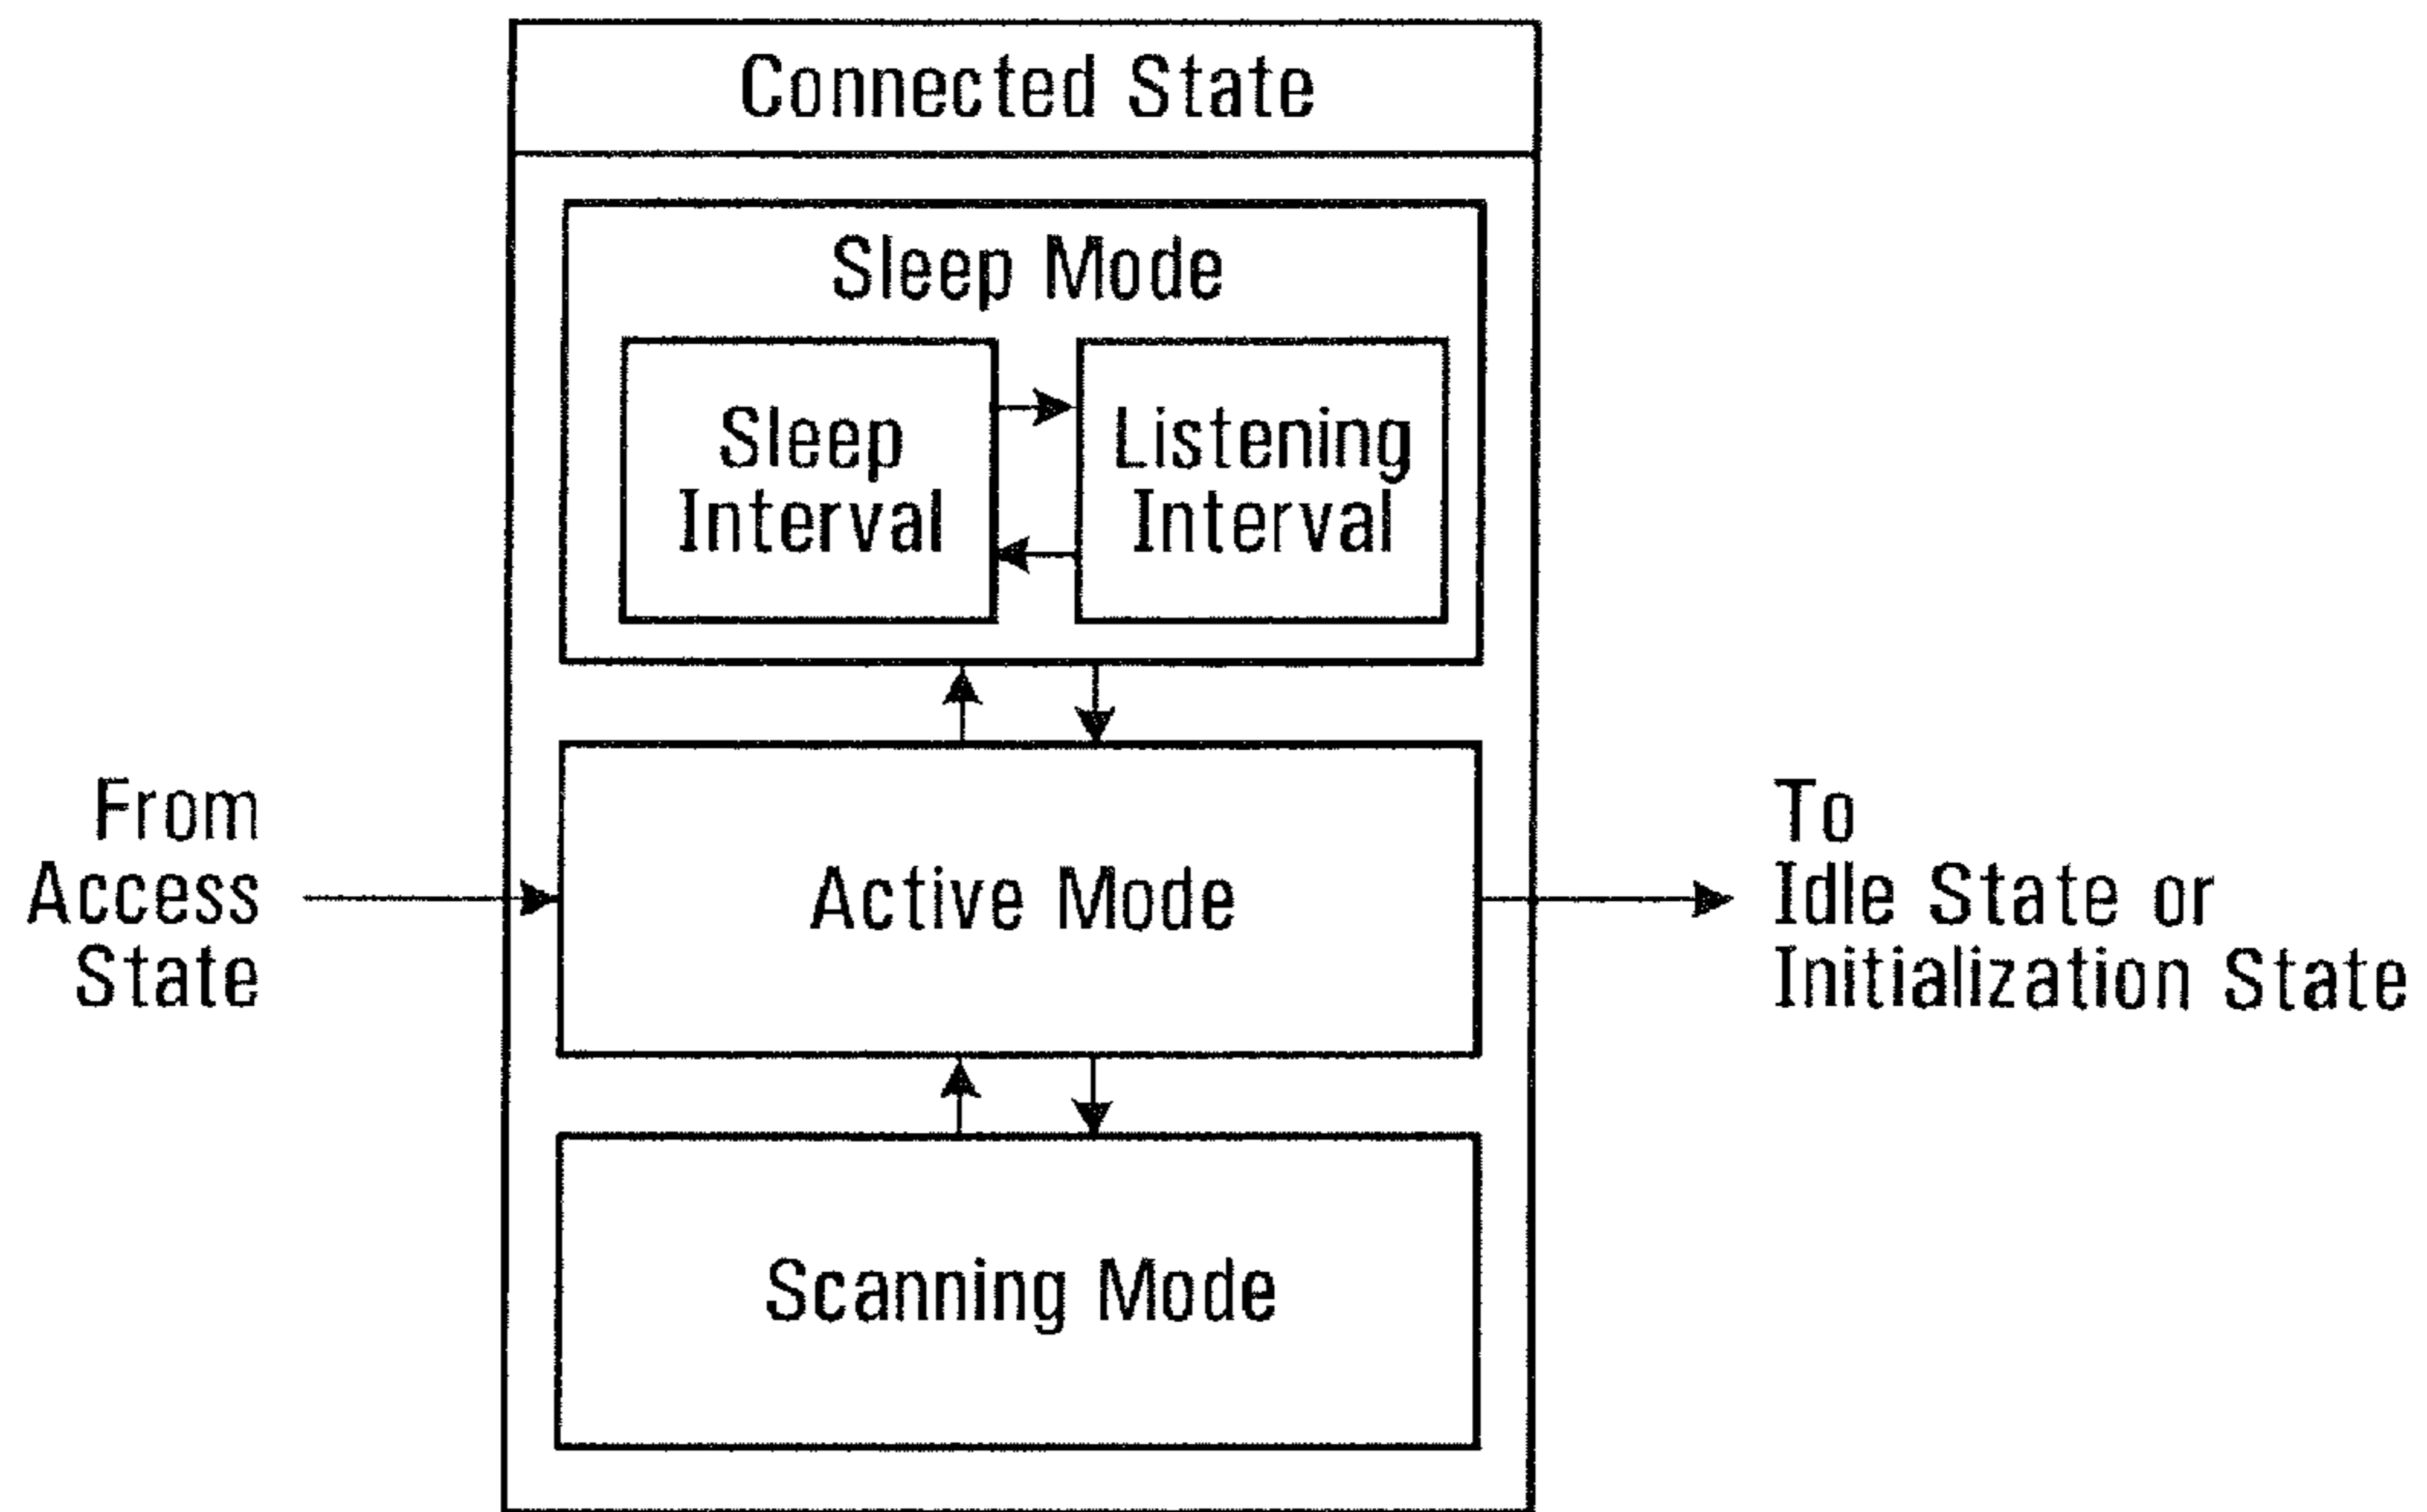 Connected State
Sleep Mode
Sleep
Interval
Listening
Interval
From
Access
State
Active Mode
To
Idle State or
Initialization State
Scanning Mode